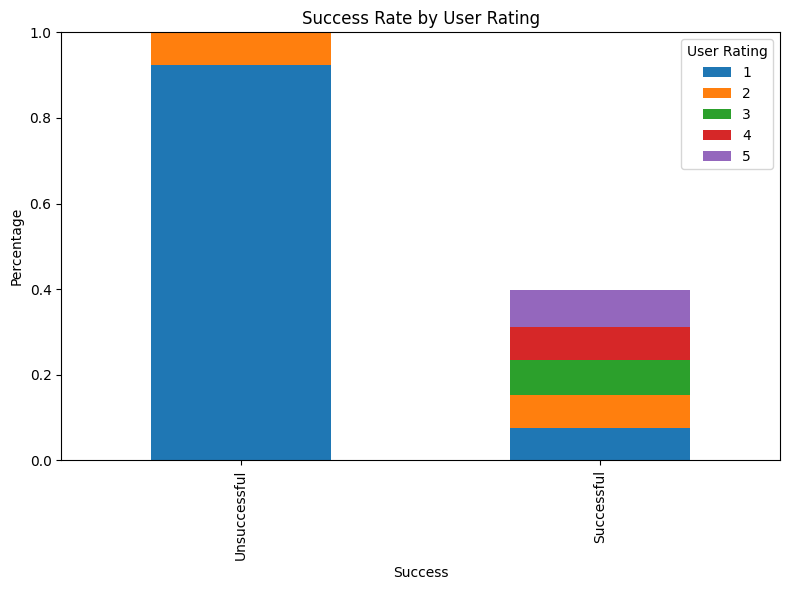 Success Rate by User Rating
1.0
0.8
0.6
0.4
0.2
0.0
Percentage
User Rating
1
2
3
4
5
Unsuccessful
Successful
Success